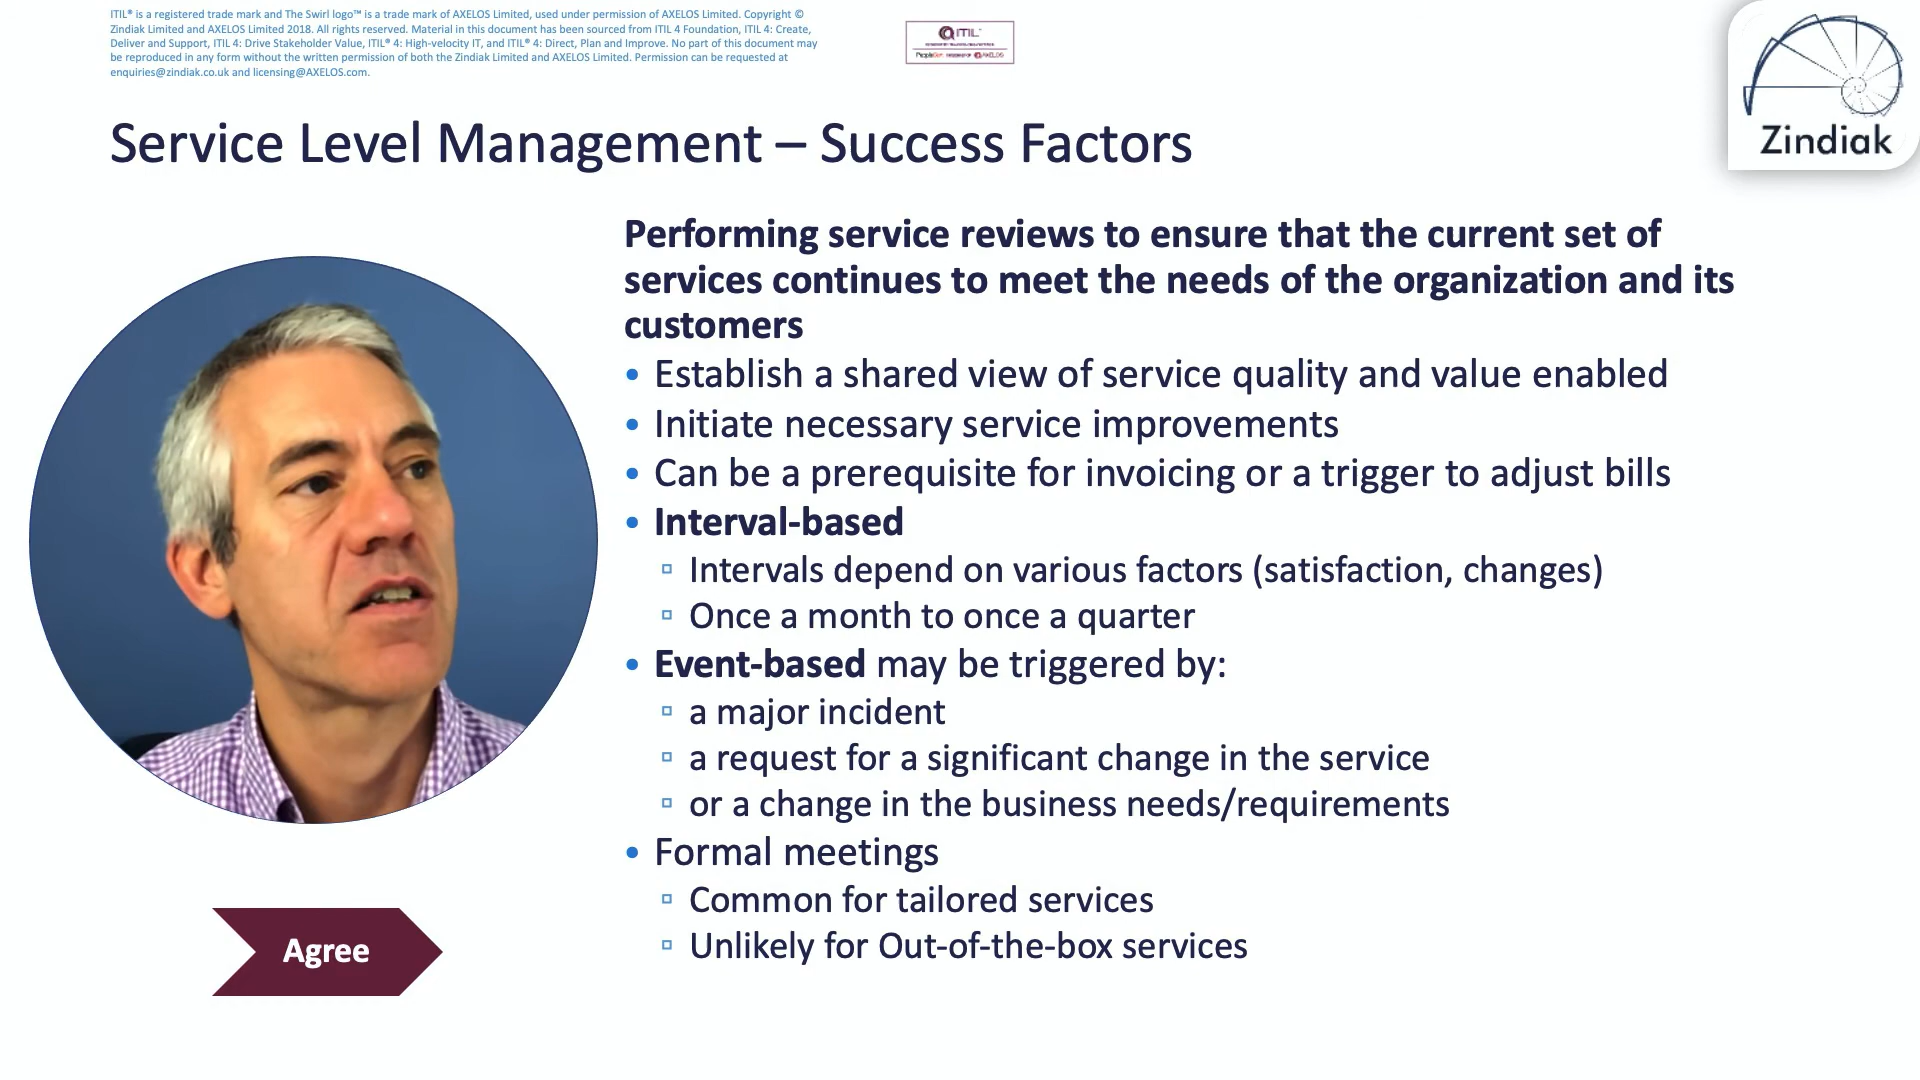 ITIL® is a registered trade mark and The Swirl logo™ is a trade mark of AXELOS Limited, used under permission of AXELOS Limited. Copyright ©
Zindiak Limited and AXELOS Limited 2018. All rights reserved. Material in this document has been sourced from ITIL 4 Foundation, ITIL 4: Create,
Deliver and Support, ITIL 4: Drive Stakeholder Value, ITIL® 4: High-velocity IT, and ITIL® 4: Direct, Plan and Improve. No part of this document may
be reproduced in any form without the written permission of both the Zindiak Limited and AXELOS Limited. Permission can be requested at
enquiries@zindiak.co.uk and licensing@AXELOS.com.
ITIL
Zindiak
Service Level Management – Success Factors
Performing service reviews to ensure that the current set of
services continues to meet the needs of the organization and its
customers
• Establish a shared view of service quality and value enabled
• Initiate necessary service improvements
• Can be a prerequisite for invoicing or a trigger to adjust bills
• Interval-based
▫ Intervals depend on various factors (satisfaction, changes)
▫ Once a month to once a quarter
• Event-based may be triggered by:
▫ a major incident
▫ a request for a significant change in the service
▫ or a change in the business needs/requirements
• Formal meetings
▫ Common for tailored services
▫ Unlikely for Out-of-the-box services
Agree